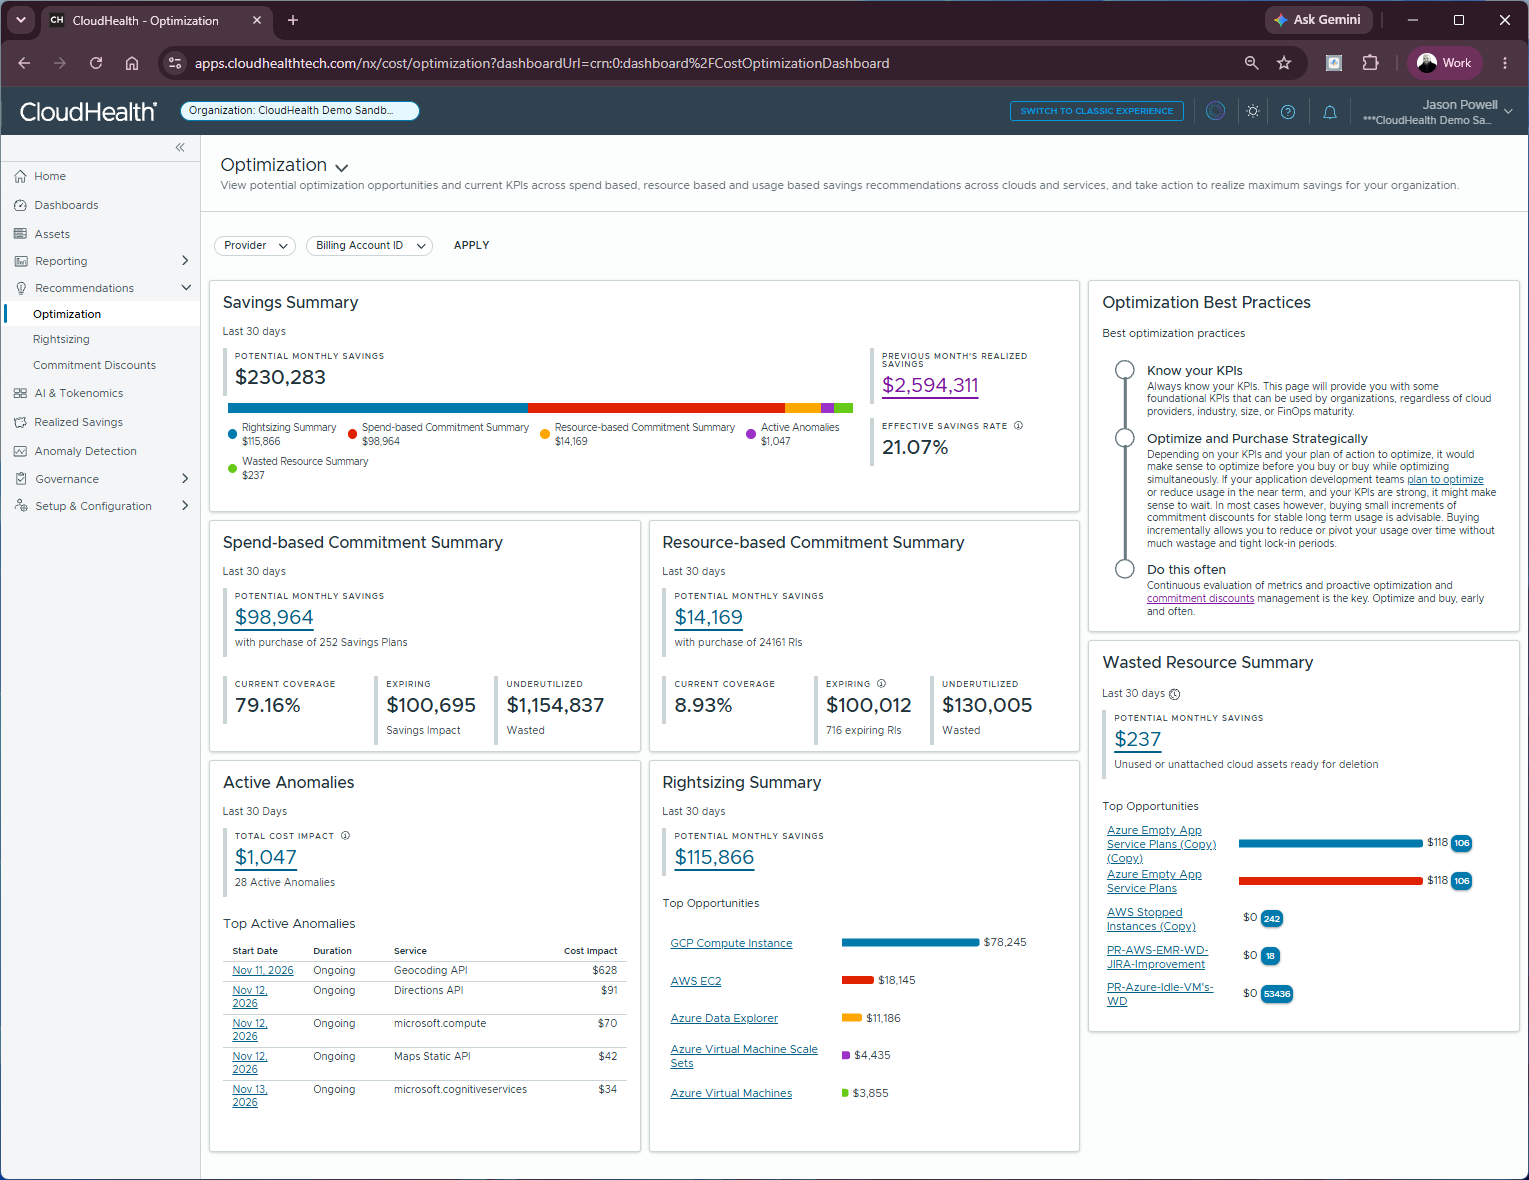 CH CloudHealth - Optimization
Ask Gemini
apps.cloudhealthtech.com/nx/cost/optimization?dashboardUrl=crn:0:dashboard%2FCostOptimizationDashboard
Work
CloudHealth
Organization: CloudHealth Demo Sandb...
SWITCH TO CLASSIC EXPERIENCE
Jason Powell
***CloudHealth Demo Sa...
Home
Dashboards
Assets
Reporting
Recommendations
Optimization
Rightsizing
Commitment Discounts
AI & Tokenomics
Realized Savings
Anomaly Detection
Governance
Setup & Configuration
Optimization
View potential optimization opportunities and current KPIs across spend based, resource based and usage based savings recommendations across clouds and services, and take action to realize maximum savings for your organization.
Provider
Billing Account ID
APPLY
Savings Summary
Last 30 days
POTENTIAL MONTHLY SAVINGS
$230,283
Rightsizing Summary
$115,866
Spend-based Commitment Summary
$98,964
Resource-based Commitment Summary
$14,169
Active Anomalies
$1,047
Wasted Resource Summary
$237
PREVIOUS MONTH'S REALIZED
SAVINGS
$2,594,311
EFFECTIVE SAVINGS RATE
21.07%
Spend-based Commitment Summary
Last 30 days
POTENTIAL MONTHLY SAVINGS
$98,964
with purchase of 252 Savings Plans
CURRENT COVERAGE
79.16%
EXPIRING
$100,695
Savings Impact
UNDERUTILIZED
$1,154,837
Wasted
Resource-based Commitment Summary
Last 30 days
POTENTIAL MONTHLY SAVINGS
$14,169
with purchase of 24161 RIs
CURRENT COVERAGE
8.93%
EXPIRING
$100,012
716 expiring RIs
UNDERUTILIZED
$130,005
Wasted
Active Anomalies
Last 30 Days
TOTAL COST IMPACT
$1,047
28 Active Anomalies
Top Active Anomalies
Start Date Duration Service Cost Impact
Nov 11, 2026 Ongoing Geocoding API $628
Nov 12, Ongoing Directions API $91
2026
Nov 12, Ongoing microsoft.compute $70
2026
Nov 12, Ongoing Maps Static API $42
2026
Nov 13, Ongoing microsoft.cognitiveservices $34
2026
Rightsizing Summary
Last 30 days
POTENTIAL MONTHLY SAVINGS
$115,866
Top Opportunities
GCP Compute Instance $78,245
AWS EC2 $18,145
Azure Data Explorer $11,186
Azure Virtual Machine Scale
Sets
$4,435
Azure Virtual Machines $3,855
Optimization Best Practices
Best optimization practices
Know your KPIs
Always know your KPIs. This page will provide you with some
foundational KPIs that can be used by organizations, regardless of cloud
providers, industry, size, or FinOps maturity.
Optimize and Purchase Strategically
Depending on your KPIs and your plan of action to optimize, it would
make sense to optimize before you buy or buy while optimizing
simultaneously. If your application development teams plan to optimize
or reduce usage in the near term, and your KPIs are strong, it might make
sense to wait. In most cases however, buying small increments of
commitment discounts for stable long term usage is advisable. Buying
incrementally allows you to reduce or pivot your usage over time without
much wastage and tight lock-in periods.
Do this often
Continuous evaluation of metrics and proactive optimization and
commitment discounts management is the key. Optimize and buy, early
and often.
Wasted Resource Summary
Last 30 days
POTENTIAL MONTHLY SAVINGS
$237
Unused or unattached cloud assets ready for deletion
Top Opportunities
Azure Empty App
Service Plans (Copy)
(Copy)
$118 106
Azure Empty App
Service Plans
$118 106
AWS Stopped
Instances (Copy)
$0 242
PR-AWS-EMR-WD-
JIRA-Improvement
$0 18
PR-Azure-Idle-VM's-
WD
$0 53436